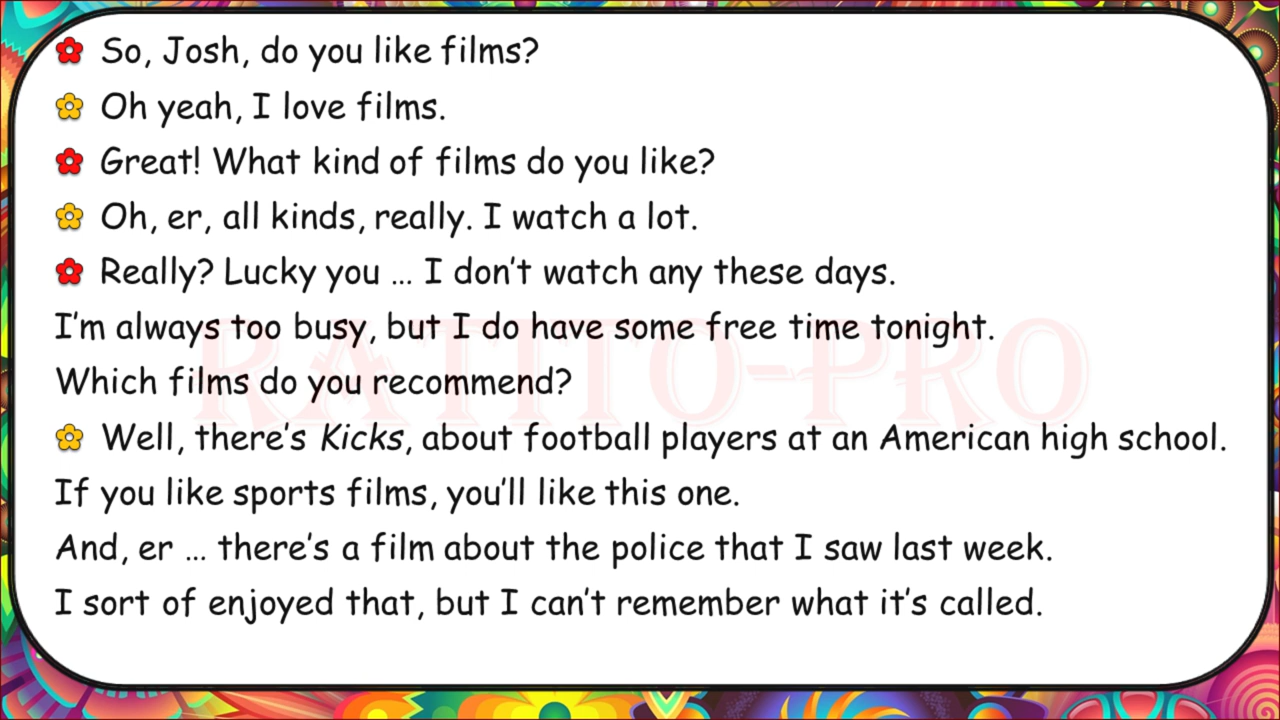 So, Josh, do you like films?
Oh yeah, I love films.
Great! What kind of films do you like?
Oh, er, all kinds, really. I watch a lot.
Really? Lucky you ... I don't watch any these days.
I'm always too busy, but I do have some free time tonight.
RATITO-PRO
Which films do you recommend?
Well, there's Kicks, about football players at an American high school.
If you like sports films, you'll like this one.
And, er ... there's a film about the police that I saw last week.
I sort of enjoyed that, but I can't remember what it's called.